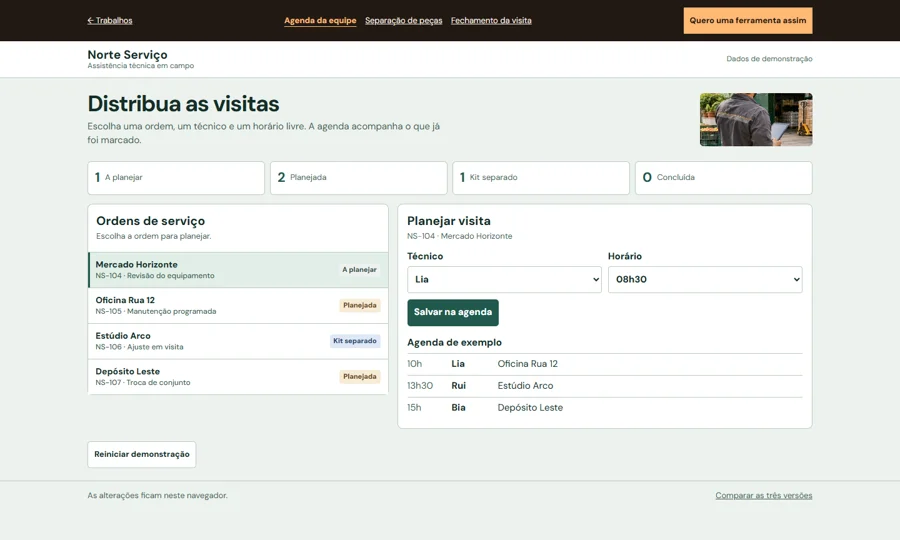 ← Trabalhos
Agenda da equipe
Separação de peças
Fechamento da visita
Quero uma ferramenta assim
Norte Serviço
Assistência técnica em campo
Dados de demonstração
Distribua as visitas
Escolha uma ordem, um técnico e um horário livre. A agenda acompanha o que já
foi marcado.
1 A planejar
2 Planejada
1 Kit separado
0 Concluída
Ordens de serviço
Escolha a ordem para planejar.
Mercado Horizonte
NS-104 · Revisão do equipamento
A planejar
Oficina Rua 12
NS-105 · Manutenção programada
Planejada
Estúdio Arco
NS-106 · Ajuste em visita
Kit separado
Depósito Leste
NS-107 · Troca de conjunto
Planejada
Planejar visita
NS-104 · Mercado Horizonte
Técnico
Horário
Lia
08h30
Salvar na agenda
Agenda de exemplo
10h Lia Oficina Rua 12
13h30 Rui Estúdio Arco
15h Bia Depósito Leste
Reiniciar demonstração
As alterações ficam neste navegador.
Comparar as três versões